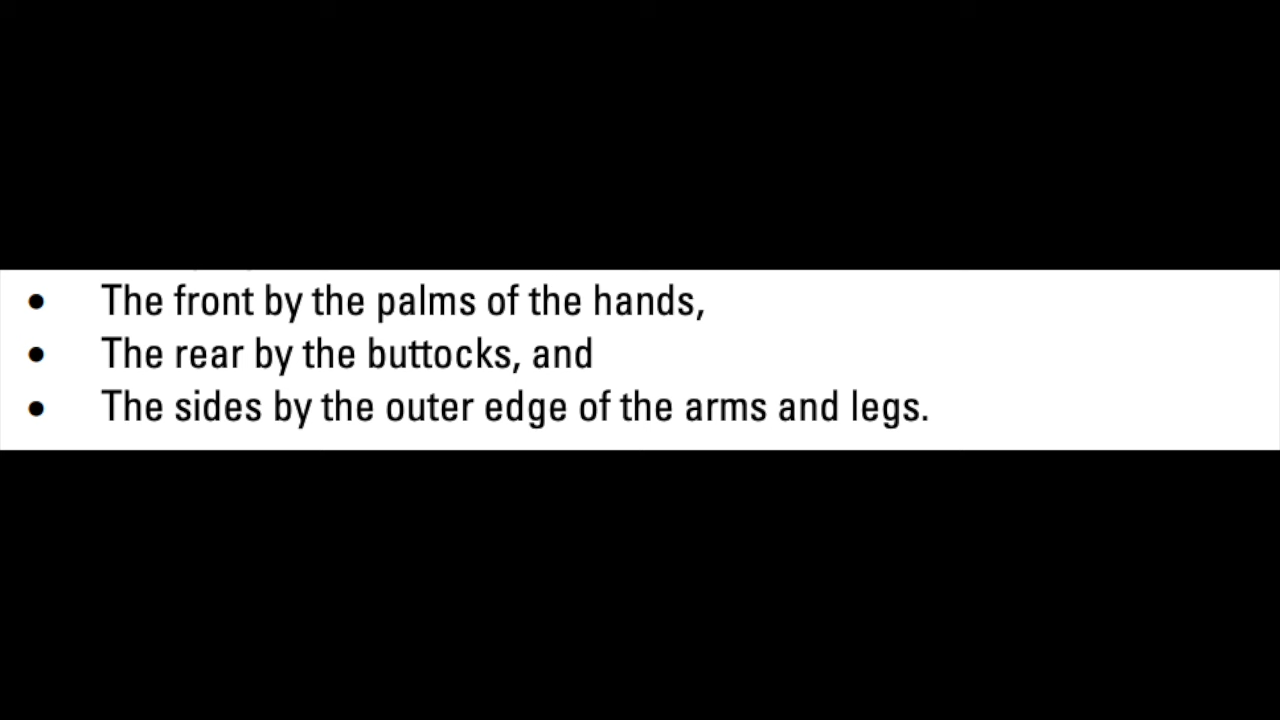 • The front by the palms of the hands,
• The rear by the buttocks, and
• The sides by the outer edge of the arms and legs.